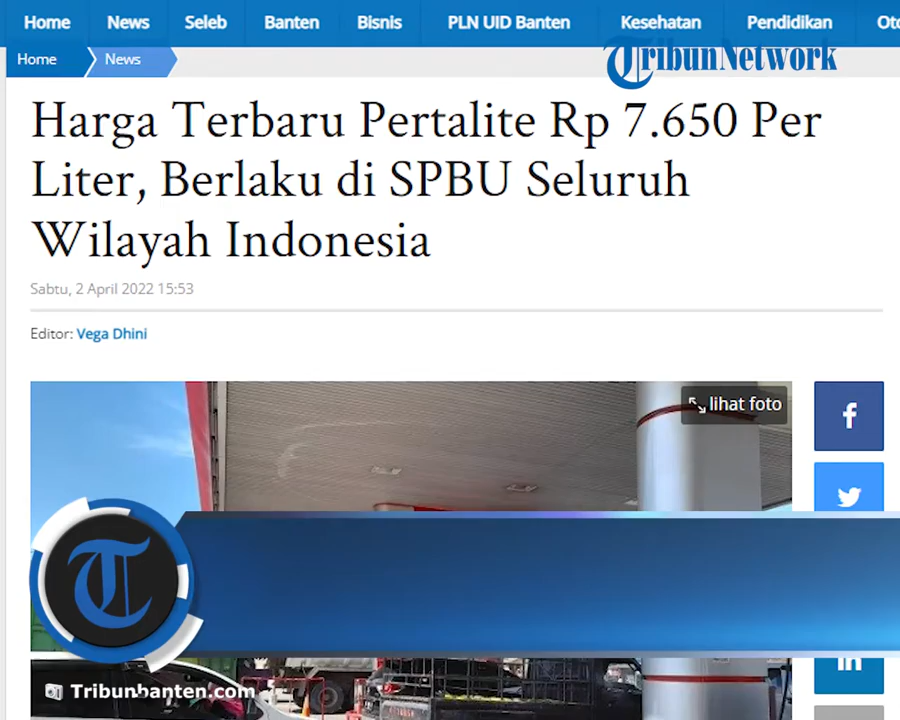 Home News Seleb Banten Bisnis PLN UID Banten Kesehatan Pendidikan Oto
Home News
TribunNetwork
Harga Terbaru Pertalite Rp 7.650 Per
Liter, Berlaku di SPBU Seluruh
Wilayah Indonesia
Sabtu, 2 April 2022 15:53
Editor: Vega Dhini
lihat foto
f
T
in
Tribunbanten.com